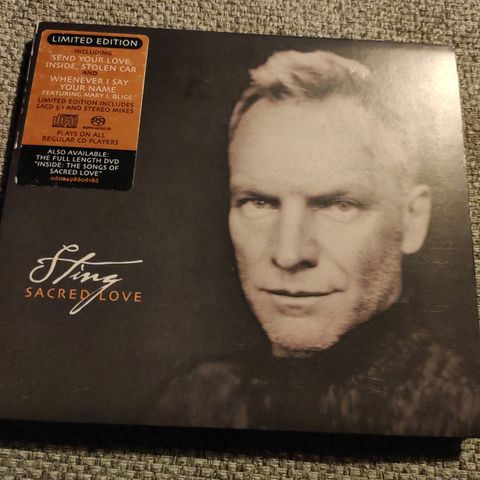 LIMITED EDITION
INCLUDING
SEND YOUR LOVE,
INSIDE, STOLEN CAR
AND
WHENEVER I SAY
YOUR NAME
FEATURING MARY J. BLIGE
LIMITED EDITION INCLUDES
SACD 5.1 AND STEREO MIXES
PLAYS ON ALL
REGULAR CD PLAYERS
ALSO AVAILABLE:
THE FULL LENGTH DVD
"INSIDE: THE SONGS OF
SACRED LOVE"
0602498606186
Sting
SACRED LOVE